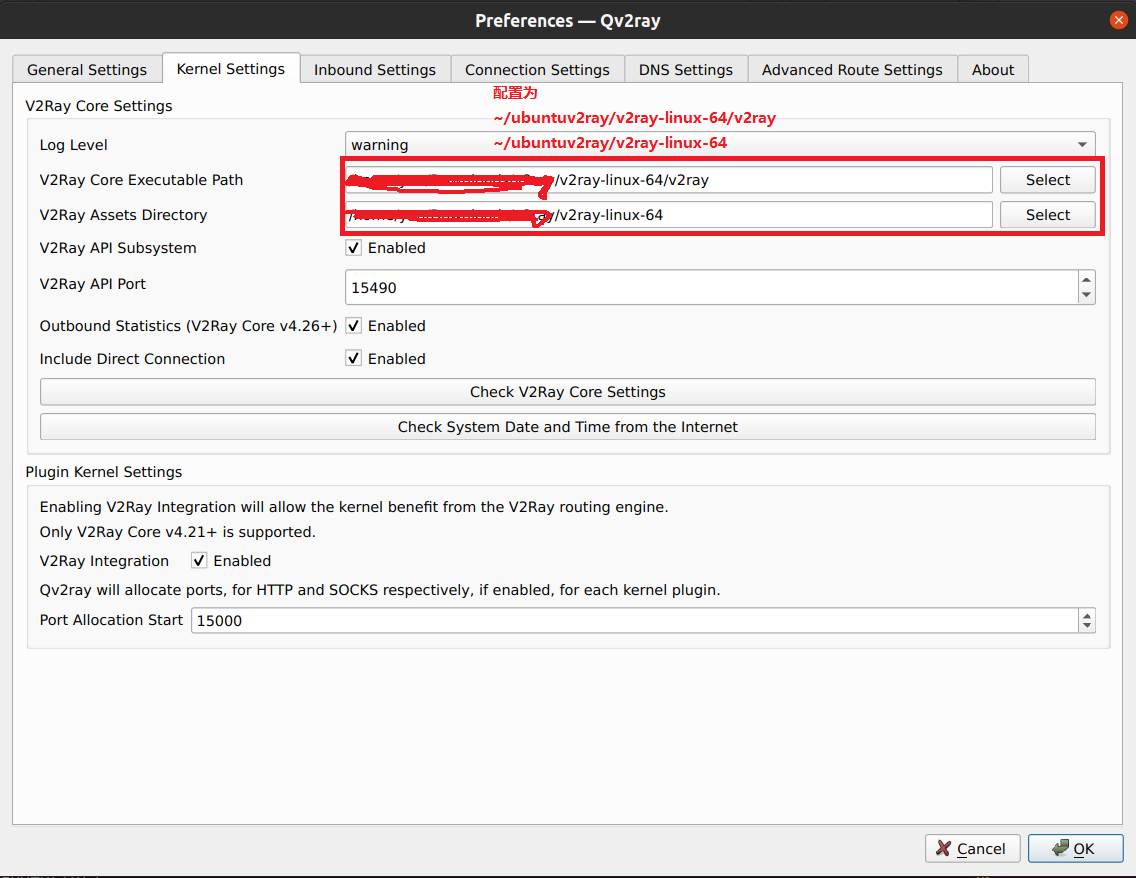 Preferences — Qv2ray
General Settings
Kernel Settings
Inbound Settings
Connection Settings
DNS Settings
Advanced Route Settings
About
配置为
~/ubuntuv2ray/v2ray-linux-64/v2ray
~/ubuntuv2ray/v2ray-linux-64
V2Ray Core Settings
Log Level
warning
V2Ray Core Executable Path
/v2ray-linux-64/v2ray
Select
V2Ray Assets Directory
/v2ray-linux-64
Select
V2Ray API Subsystem
Enabled
V2Ray API Port
15490
Outbound Statistics (V2Ray Core v4.26+)
Enabled
Include Direct Connection
Enabled
Check V2Ray Core Settings
Check System Date and Time from the Internet
Plugin Kernel Settings
Enabling V2Ray Integration will allow the kernel benefit from the V2Ray routing engine.
Only V2Ray Core v4.21+ is supported.
V2Ray Integration
Enabled
Qv2ray will allocate ports, for HTTP and SOCKS respectively, if enabled, for each kernel plugin.
Port Allocation Start
15000
Cancel
OK